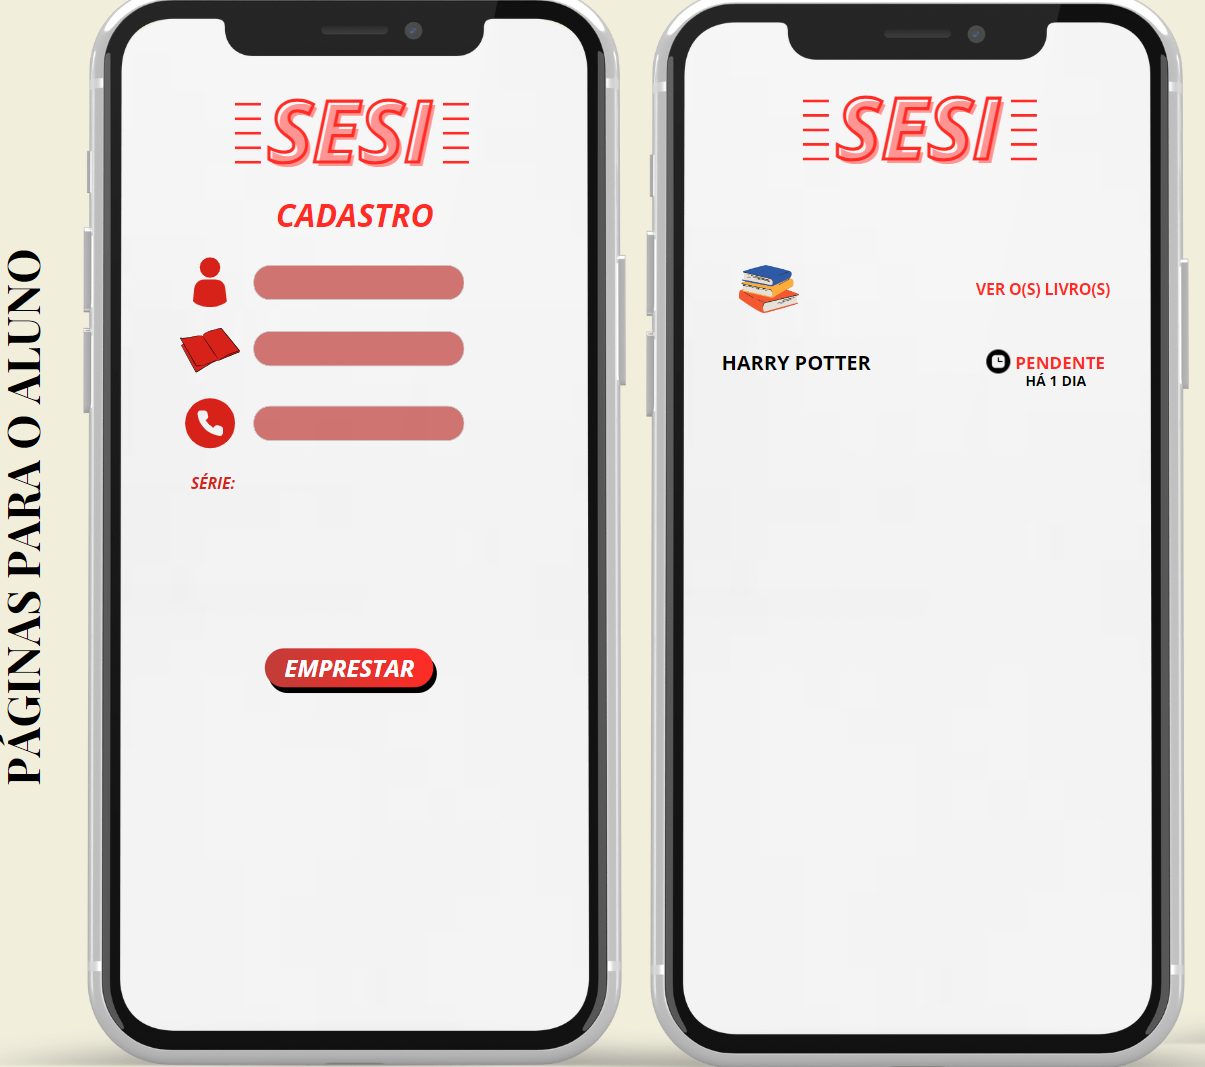 PÁGINAS PARA O ALUNO
SESI
CADASTRO
SÉRIE:
EMPRESTAR
SESI
VER O(S) LIVRO(S)
HARRY POTTER
PENDENTE
HÁ 1 DIA